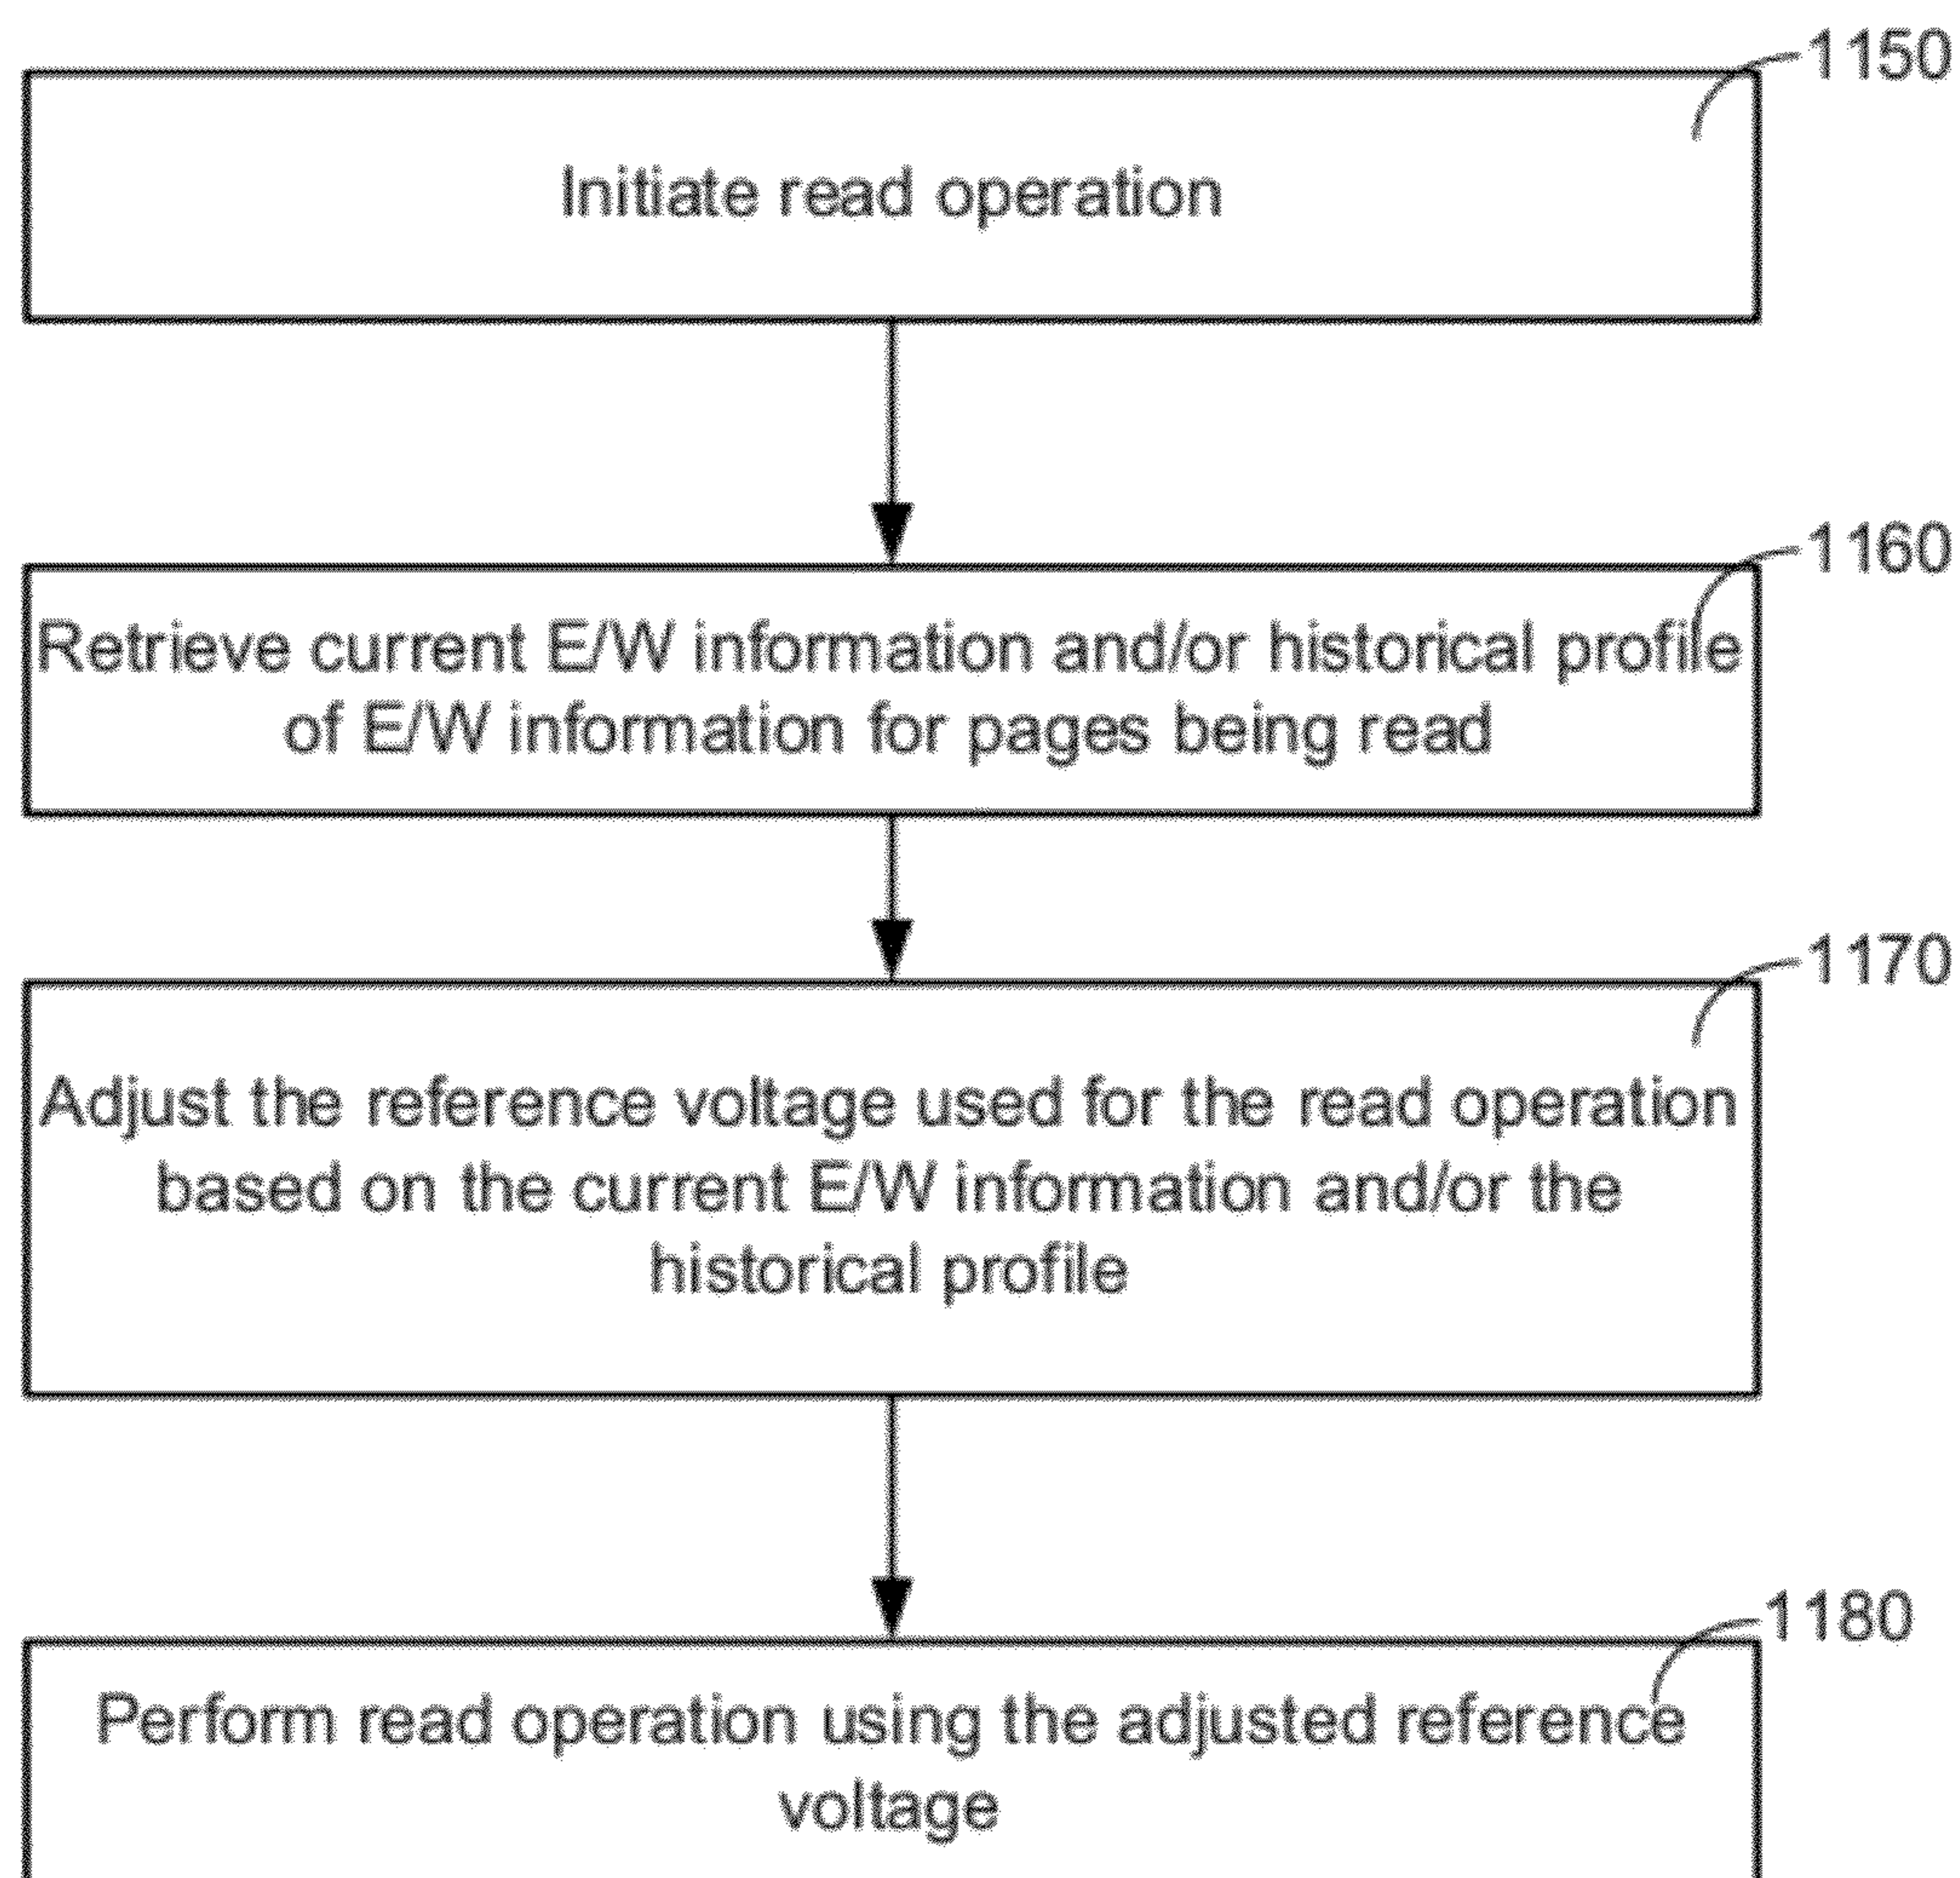 1150
Initiate read operation
1160
Retrieve current E/W information and/or historical profile
of E/W information for pages being read
1170
Adjust the reference voltage used for the read operation
based on the current E/W information and/or the
historical profile
1180
Perform read operation using the adjusted reference
voltage